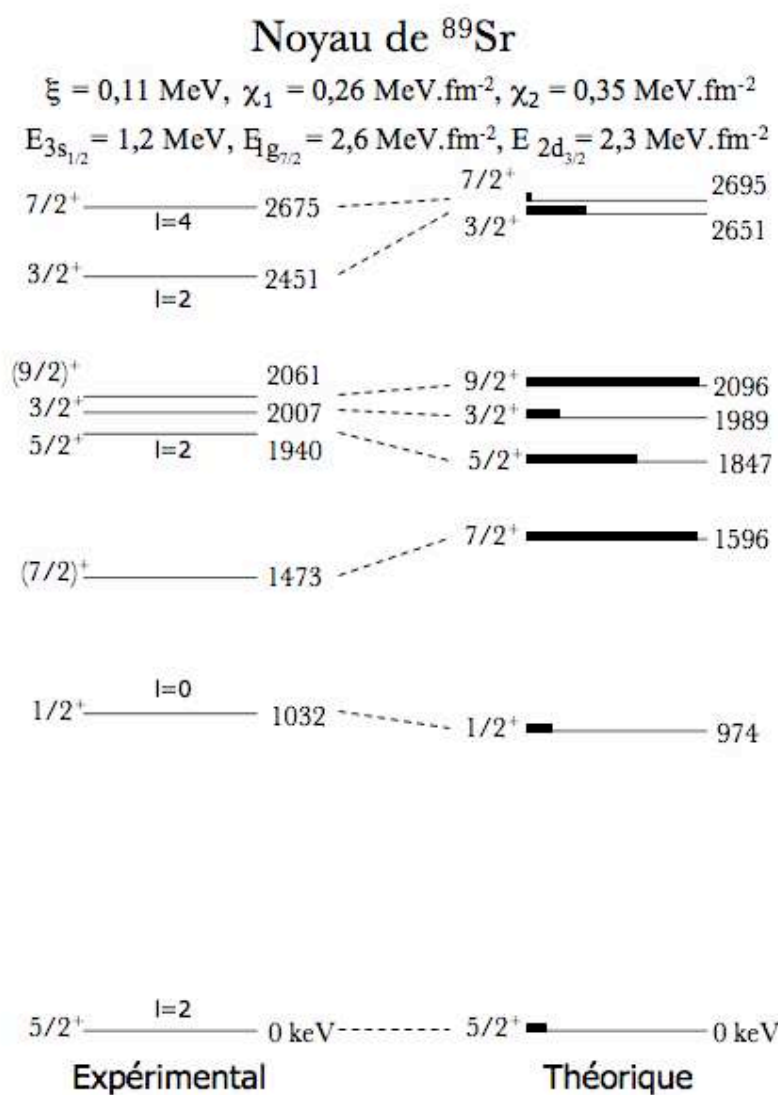 Noyau de ⁸⁹Sr
ξ = 0,11 MeV, χ₁ = 0,26 MeV.fm⁻², χ₂ = 0,35 MeV.fm⁻²
E₃ₛ₁/₂ = 1,2 MeV, E₁g₇/₂ = 2,6 MeV.fm⁻², E ₂d₃/₂ = 2,3 MeV.fm⁻²
7/2⁺ 2695
7/2⁺ l=4 2675
3/2⁺ 2651
3/2⁺ l=2 2451
(9/2)⁺ 2061
9/2⁺ 2096
3/2⁺ 2007
3/2⁺ 1989
5/2⁺ l=2 1940
5/2⁺ 1847
7/2⁺ 1596
(7/2)⁺ 1473
l=0
1/2⁺ 1032
1/2⁺ 974
l=2
5/2⁺ 0 keV
5/2⁺ 0 keV
Expérimental Théorique